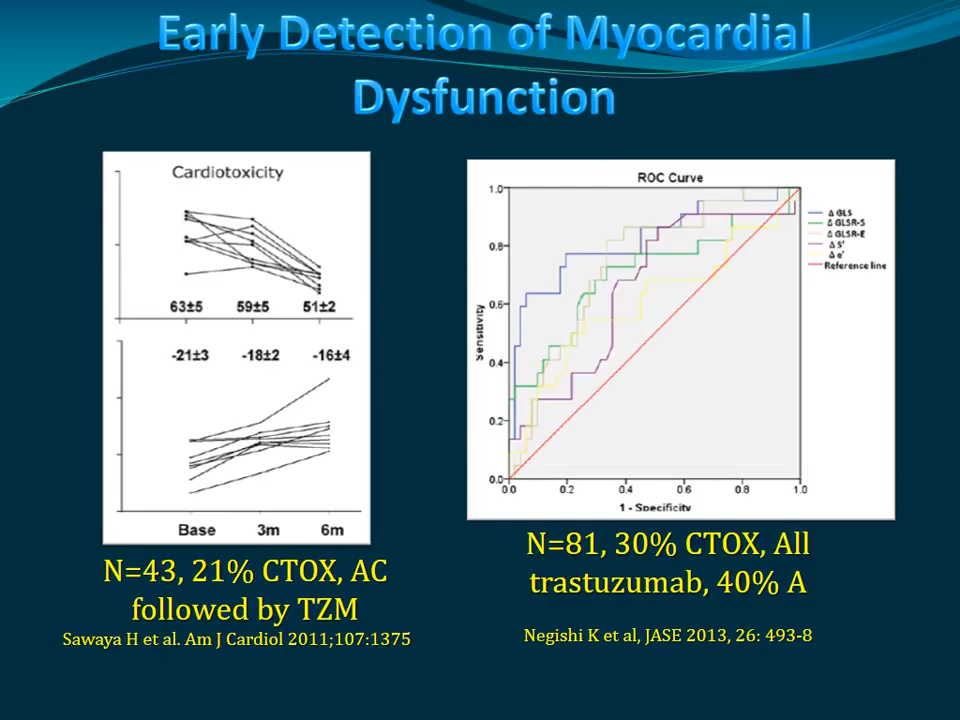 Early Detection of Myocardial
Dysfunction
Cardiotoxicity
63±5 59±5 51±2
-21±3 -18±2 -16±4
Base 3m 6m
N=43, 21% CTOX, AC
followed by TZM
Sawaya H et al. Am J Cardiol 2011;107:1375
ROC Curve
Sensitivity
1.0
0.8
0.6
0.4
0.2
0.0
0.0 0.2 0.4 0.6 0.8 1.0
1 - Specificity
Δ GLS
Δ GLSR-S
Δ GLSR-E
Δ S'
Δ e'
Reference line
N=81, 30% CTOX, All
trastuzumab, 40% A
Negishi K et al, JASE 2013, 26: 493-8